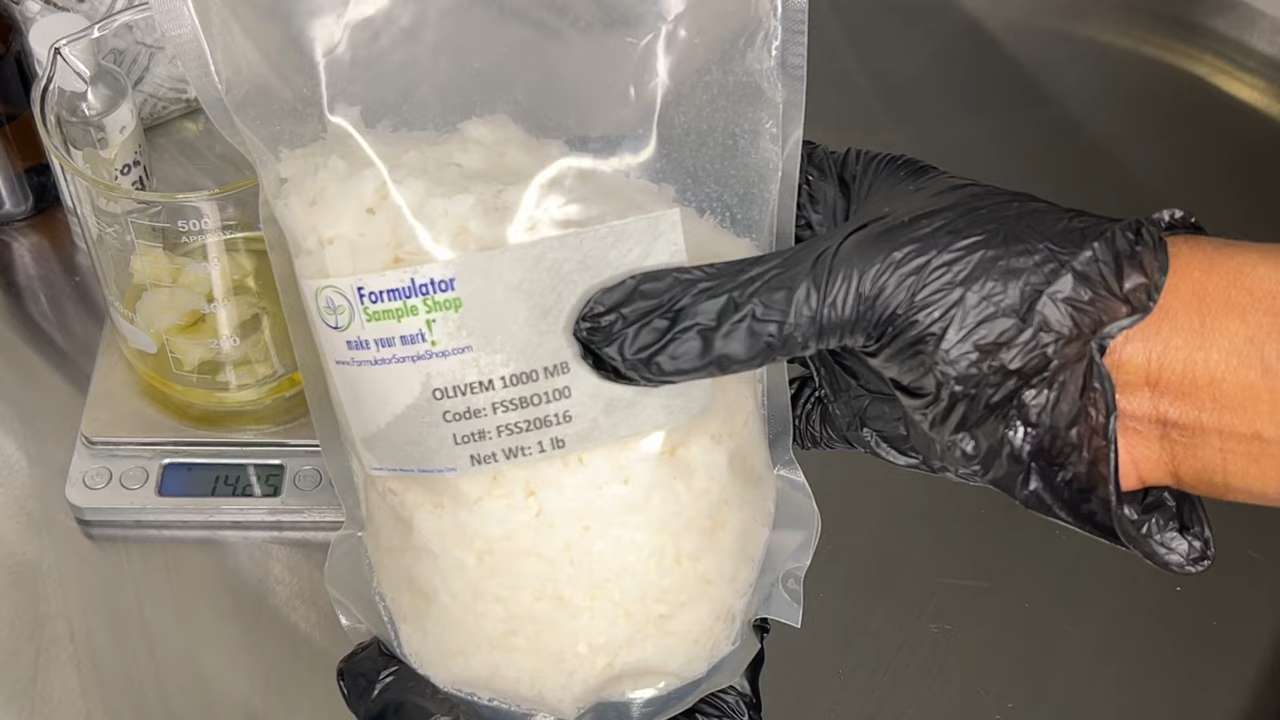 500
APPROX
300
200
Formulator
Sample Shop
make your mark!
www.FormulatorSampleShop.com
OLIVEM 1000 MB
Code: FSSBO100
Lot#: FSS20616
Net Wt: 1 lb
14.25